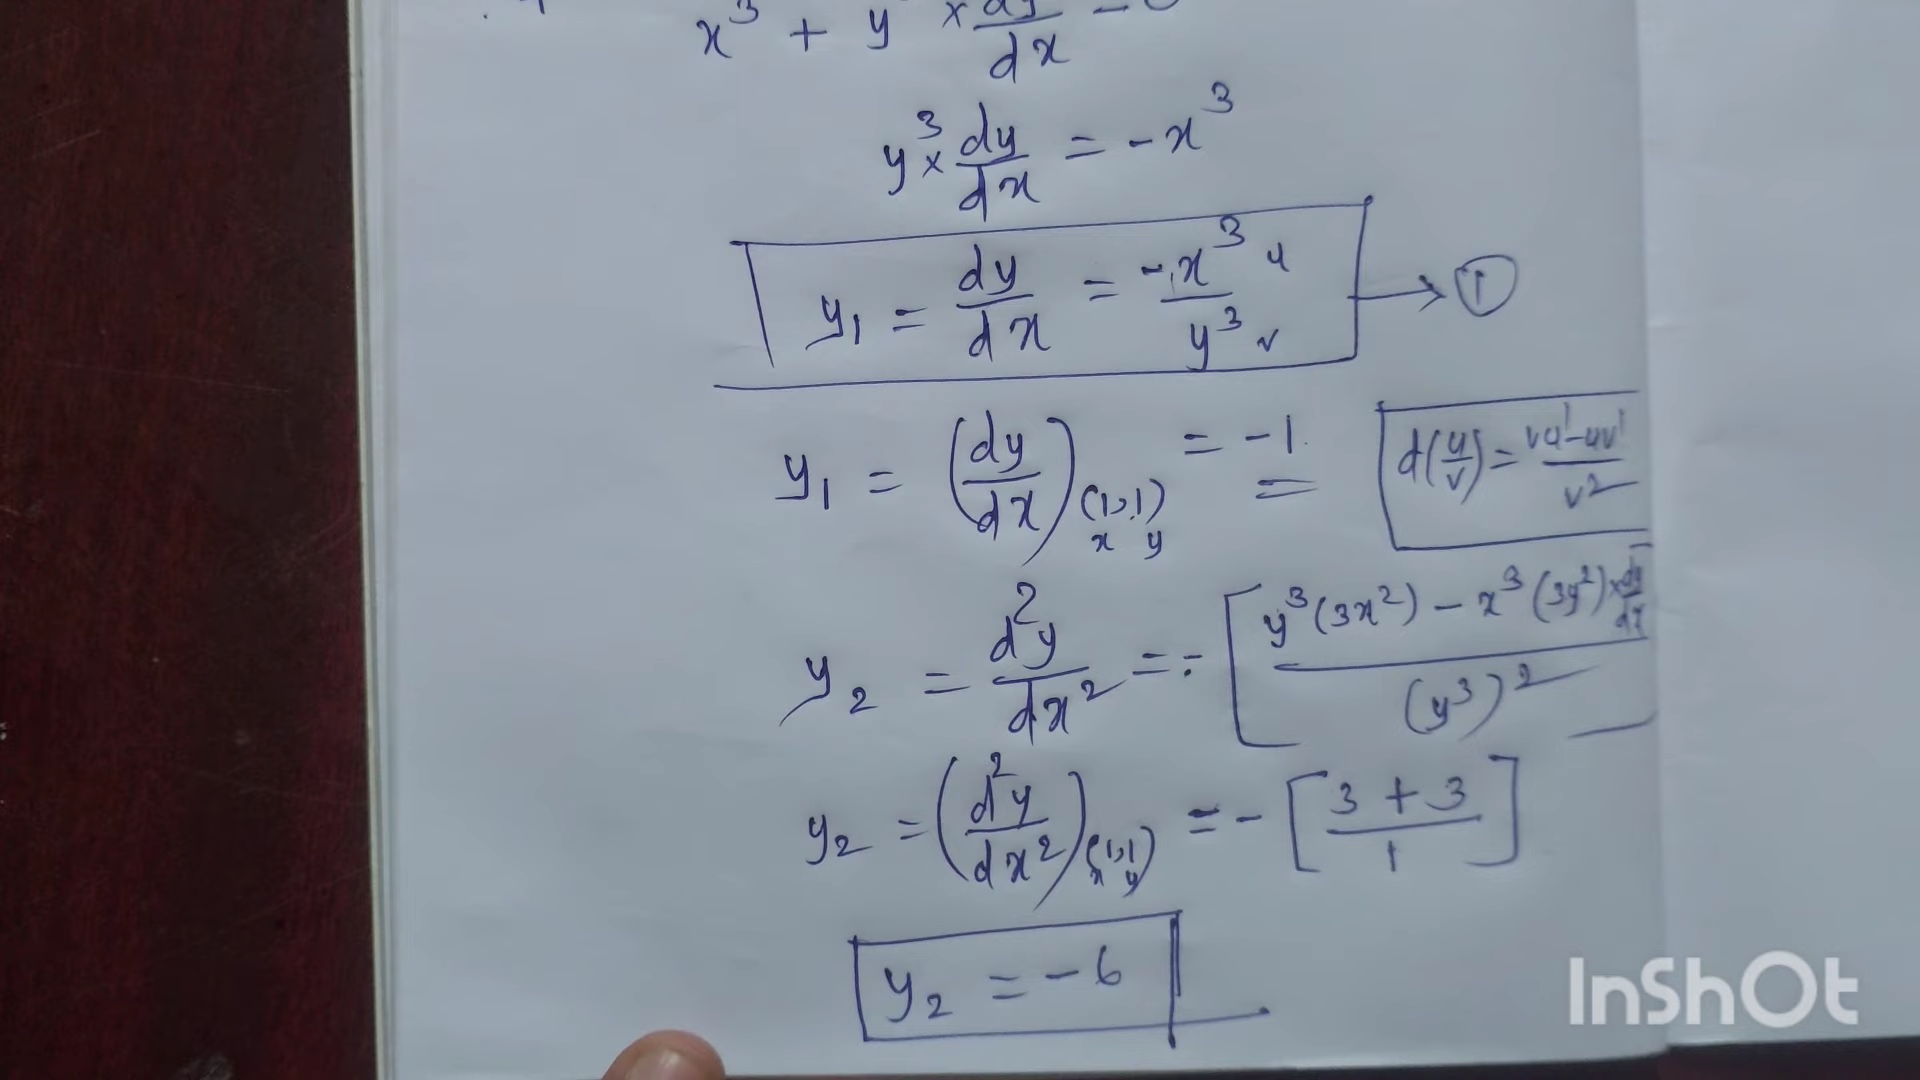 x³ + y × dy/dx
y³ × dy/dx = -x³
y₁ = dy/dx = -x³ u / y³ v → ①
y₁ = (dy/dx)(1,1) x y = -1
d(u/v) = vu'-uv' / v²
y₂ = d²y/dx² = -[y³(3x²) - x³(3y²) × dy/dx / (y³)²]
y₂ = (d²y/dx²)(1,1) x y = -[3 + 3 / 1]
y₂ = -6
InShOt